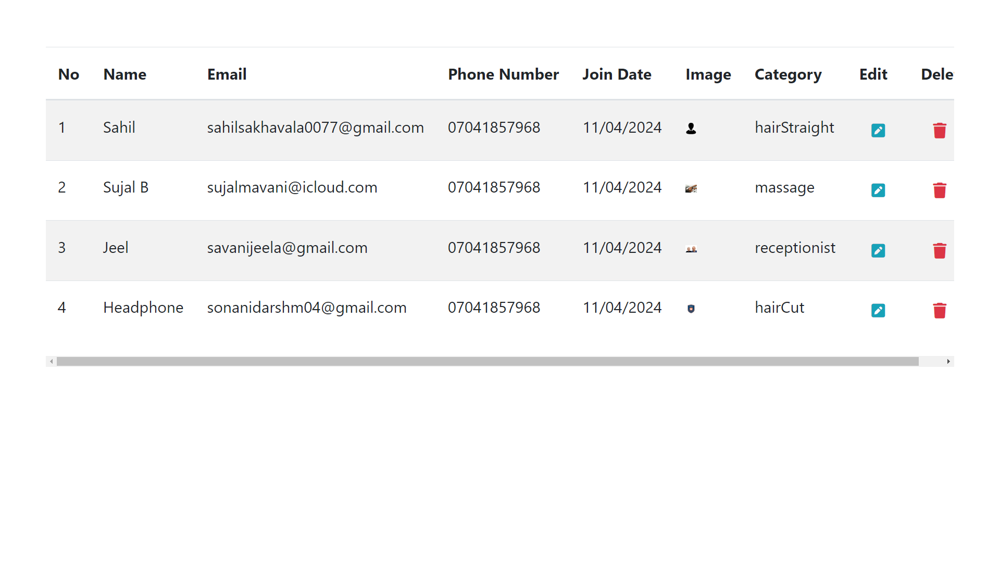 No Name Email Phone Number Join Date Image Category Edit Dele
1 Sahil sahilsakhavala0077@gmail.com 07041857968 11/04/2024 hairStraight
2 Sujal B sujalmavani@icloud.com 07041857968 11/04/2024 massage
3 Jeel savanijeela@gmail.com 07041857968 11/04/2024 receptionist
4 Headphone sonanidarshm04@gmail.com 07041857968 11/04/2024 hairCut